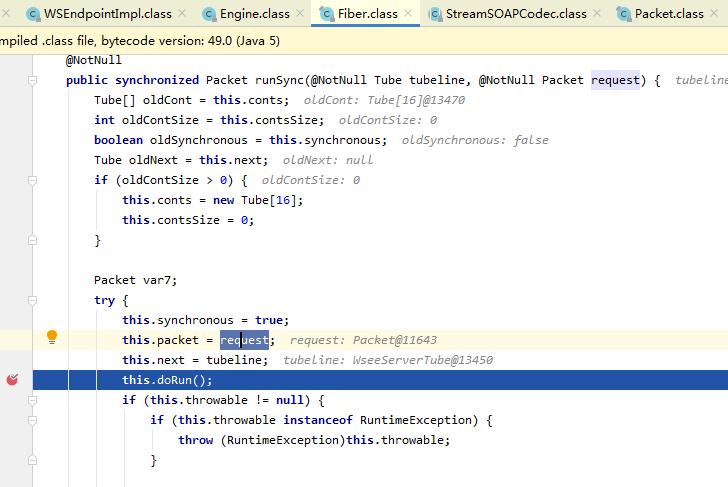 WSEndpointImpl.class × Engine.class × Fiber.class × StreamSOAPCodec.class × Packet.class ×
mpiled .class file, bytecode version: 49.0 (Java 5)
@NotNull
public synchronized Packet runSync(@NotNull Tube tubeline, @NotNull Packet request) {  tubeline
Tube[] oldCont = this.conts;  oldCont: Tube[16]@13470
int oldContSize = this.contsSize;  oldContSize: 0
boolean oldSynchronous = this.synchronous;  oldSynchronous: false
Tube oldNext = this.next;  oldNext: null
if (oldContSize > 0) {  oldContSize: 0
this.conts = new Tube[16];
this.contsSize = 0;
}
Packet var7;
try {
this.synchronous = true;
this.packet = request;  request: Packet@11643
this.next = tubeline;  tubeline: WseeServerTube@13450
this.doRun();
if (this.throwable != null) {
if (this.throwable instanceof RuntimeException) {
throw (RuntimeException)this.throwable;
}